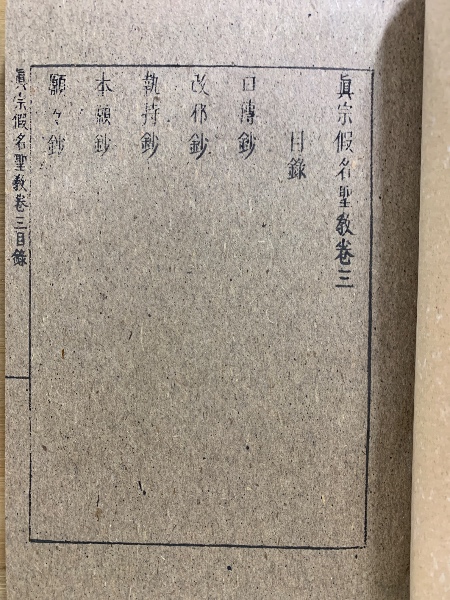 眞宗假名聖教卷三
目錄
口傳鈔
改邪鈔
執持鈔
本願鈔
願々鈔
眞宗假名聖教卷三目錄